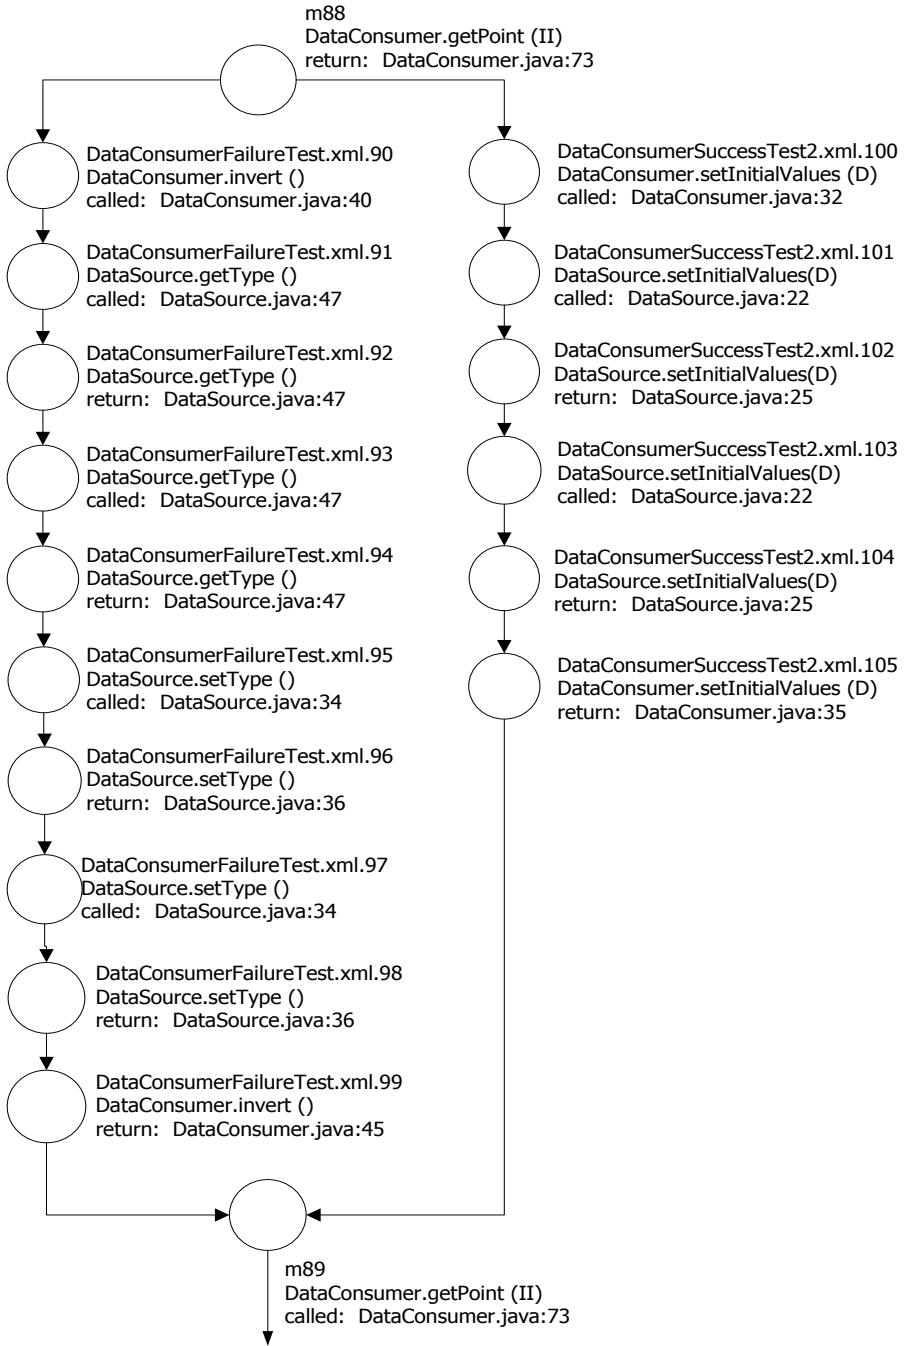 m88
DataConsumer.getPoint (II)
return: DataConsumer.java:73
DataConsumerFailureTest.xml.90
DataConsumer.invert ()
called: DataConsumer.java:40
DataConsumerFailureTest.xml.91
DataSource.getType ()
called: DataSource.java:47
DataConsumerFailureTest.xml.92
DataSource.getType ()
return: DataSource.java:47
DataConsumerFailureTest.xml.93
DataSource.getType ()
called: DataSource.java:47
DataConsumerFailureTest.xml.94
DataSource.getType ()
return: DataSource.java:47
DataConsumerFailureTest.xml.95
DataSource.setType ()
called: DataSource.java:34
DataConsumerFailureTest.xml.96
DataSource.setType ()
return: DataSource.java:36
DataConsumerFailureTest.xml.97
DataSource.setType ()
called: DataSource.java:34
DataConsumerFailureTest.xml.98
DataSource.setType ()
return: DataSource.java:36
DataConsumerFailureTest.xml.99
DataConsumer.invert ()
return: DataConsumer.java:45
DataConsumerSuccessTest2.xml.100
DataConsumer.setInitialValues (D)
called: DataConsumer.java:32
DataConsumerSuccessTest2.xml.101
DataSource.setInitialValues(D)
called: DataSource.java:22
DataConsumerSuccessTest2.xml.102
DataSource.setInitialValues(D)
return: DataSource.java:25
DataConsumerSuccessTest2.xml.103
DataSource.setInitialValues(D)
called: DataSource.java:22
DataConsumerSuccessTest2.xml.104
DataSource.setInitialValues(D)
return: DataSource.java:25
DataConsumerSuccessTest2.xml.105
DataConsumer.setInitialValues (D)
return: DataConsumer.java:35
m89
DataConsumer.getPoint (II)
called: DataConsumer.java:73